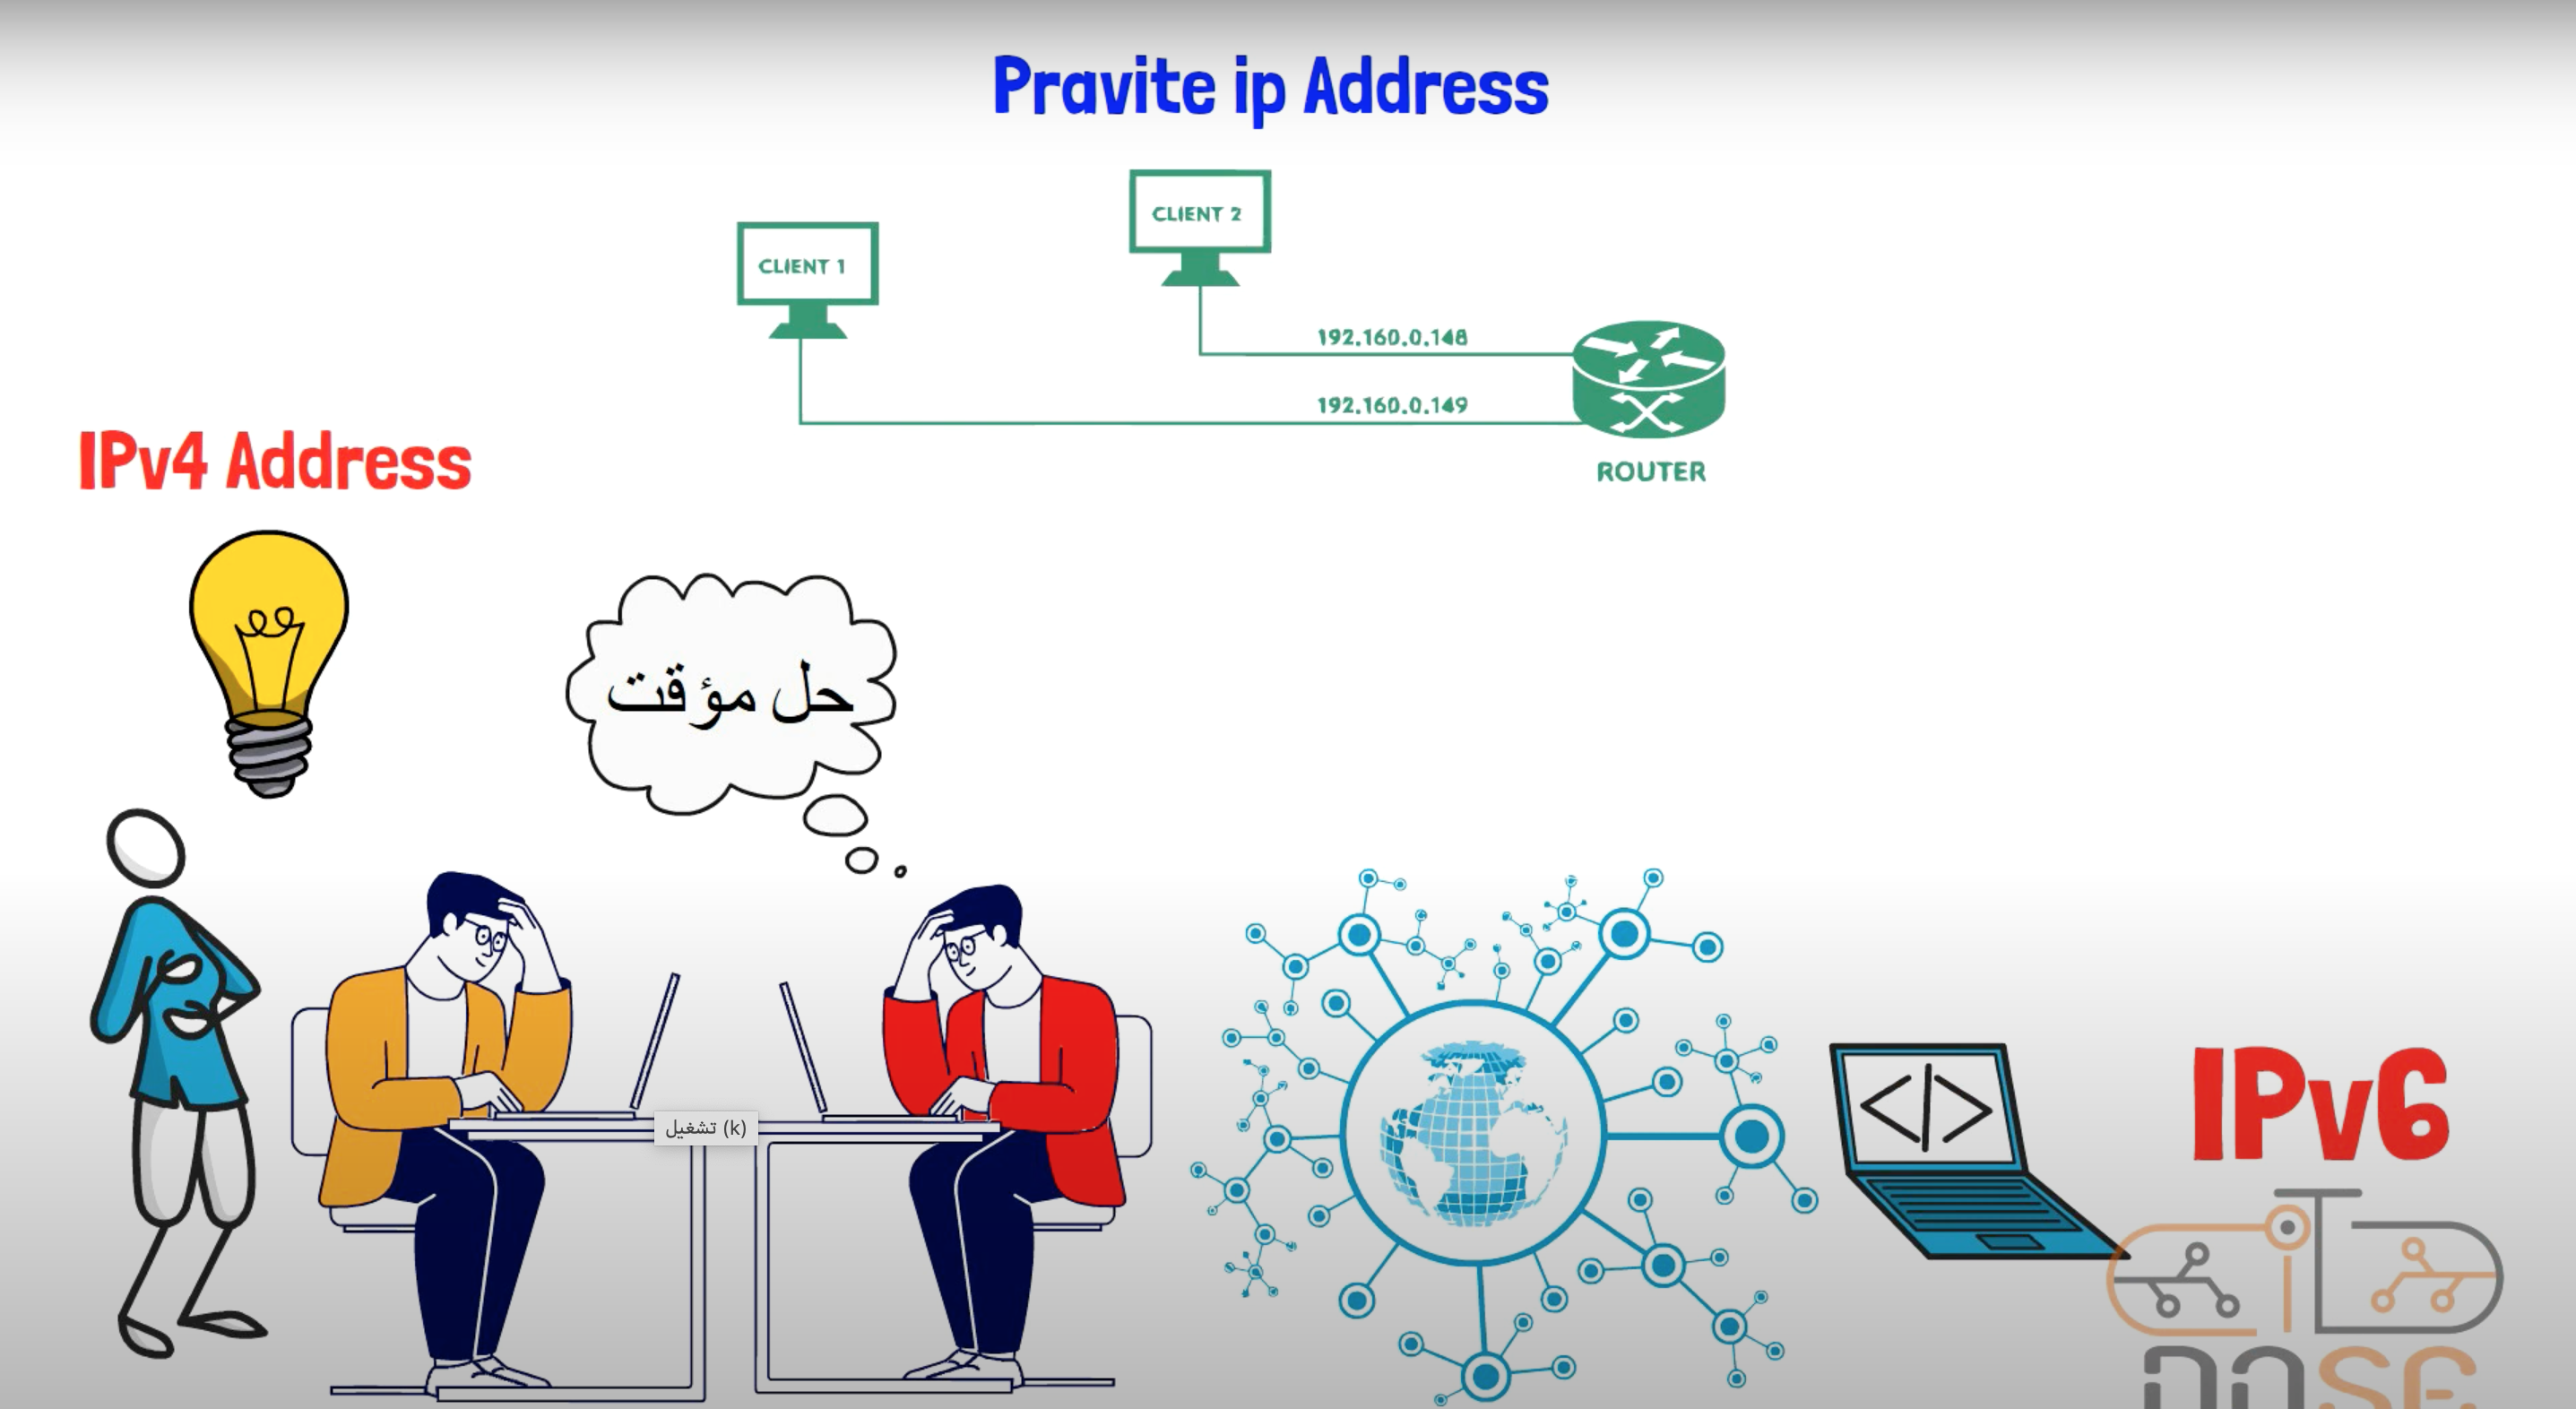 Pravite ip Address
CLIENT 2
CLIENT 1
192.160.0.148
192.160.0.149
ROUTER
IPv4 Address
حل مؤقت
تشغيل (k)
</>
IPv6
DOSE